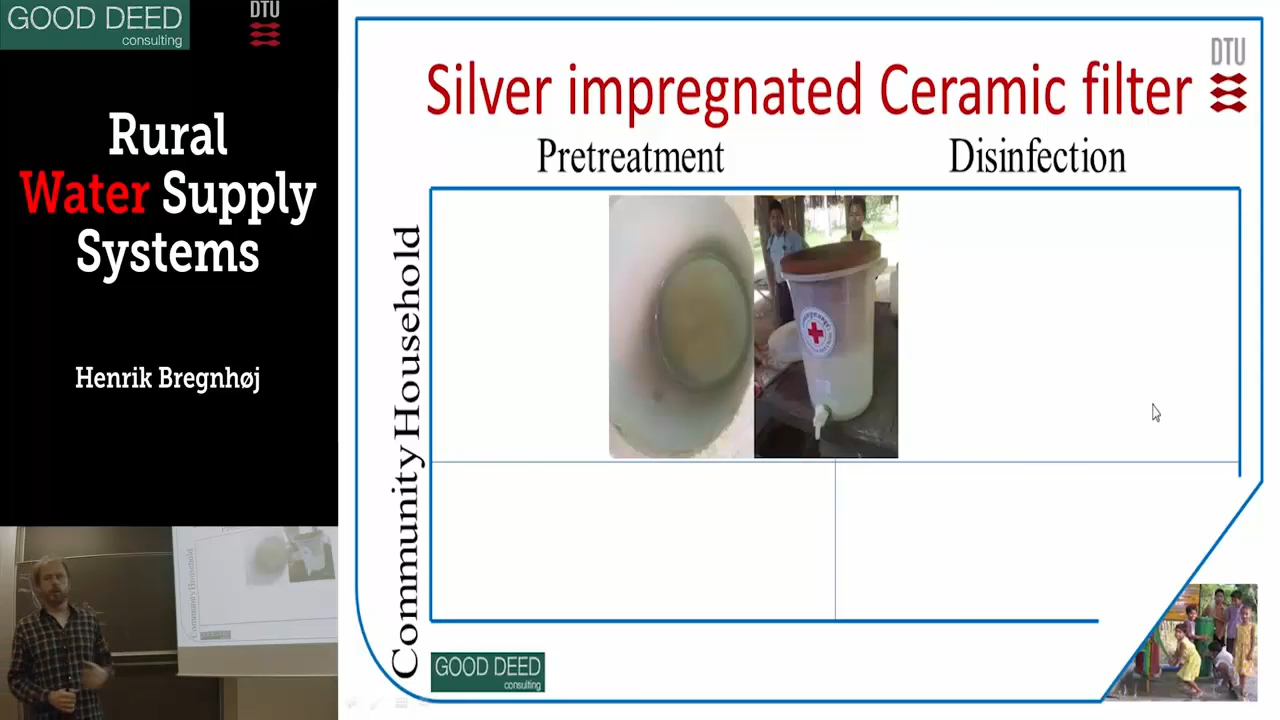 GOOD DEED
consulting
DTU
Rural
Water Supply
Systems
Henrik Bregnhøj
Silver impregnated Ceramic filter
DTU
Pretreatment
Disinfection
Household
Community
GOOD DEED
consulting